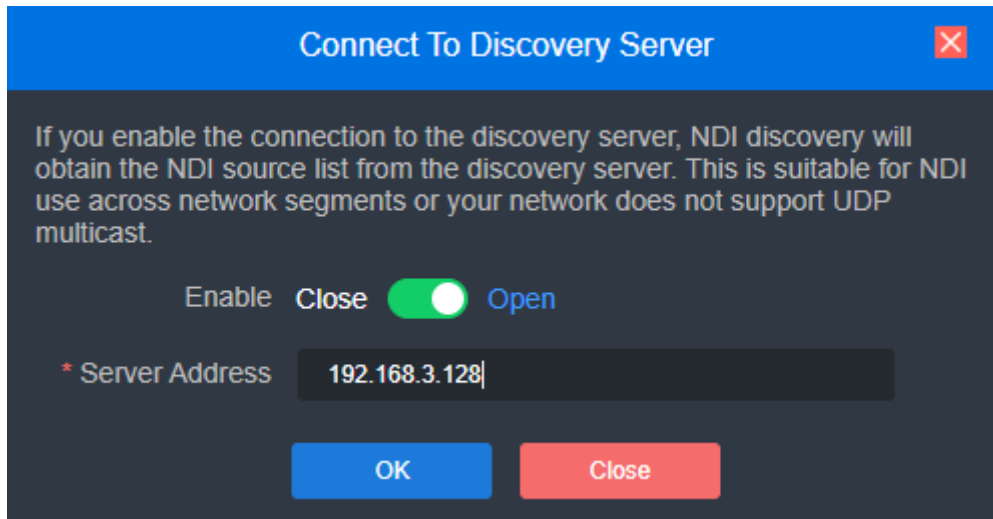 Connect To Discovery Server
If you enable the connection to the discovery server, NDI discovery will
obtain the NDI source list from the discovery server. This is suitable for NDI
use across network segments or your network does not support UDP
multicast.
Enable Close Open
* Server Address 192.168.3.128
OK Close